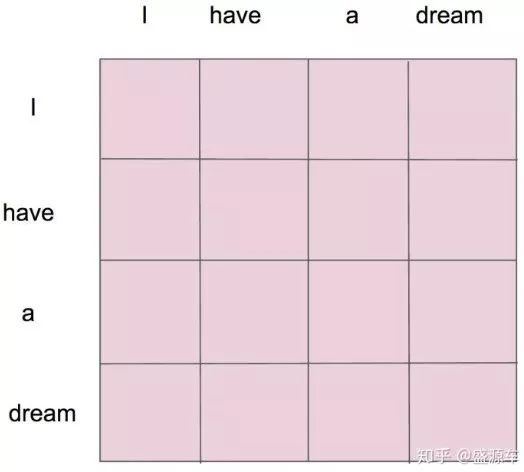 I have a dream
I
have
a
dream
知乎 @盛源车